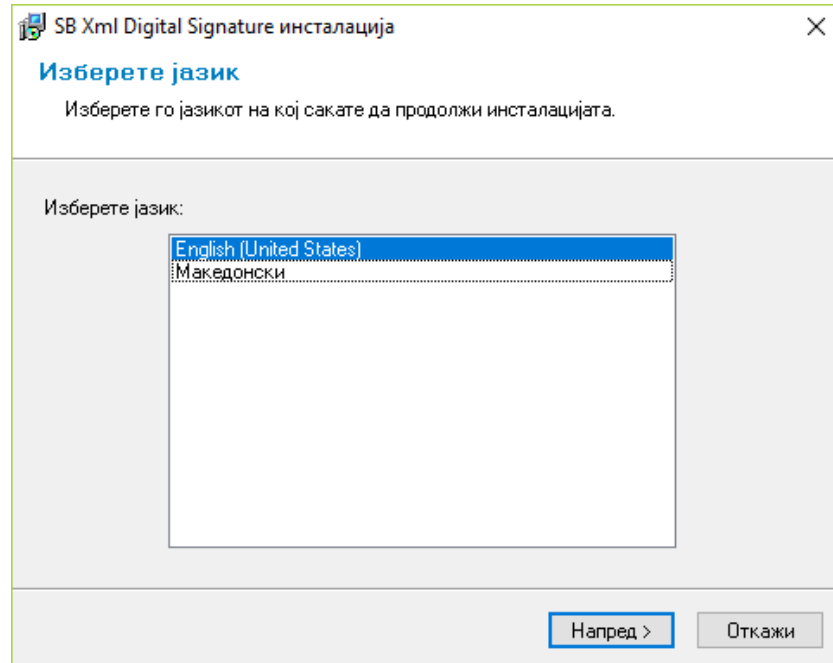 SB Xml Digital Signature инсталација
Изберете јазик
Изберете го јазикот на кој сакате да продолжи инсталацијата.
Изберете јазик:
English (United States)
Македонски
Напред >
Откажи